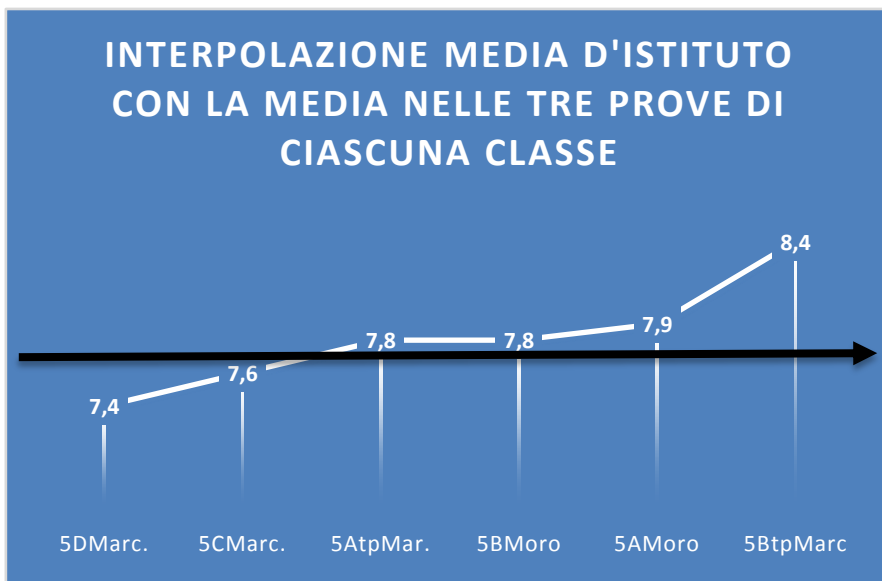 INTERPOLAZIONE MEDIA D'ISTITUTO
CON LA MEDIA NELLE TRE PROVE DI
CIASCUNA CLASSE
8,4
7,9
7,8
7,8
7,6
7,4
5DMarc.
5CMarc.
5AtpMar.
5BMoro
5AMoro
5BtpMarc